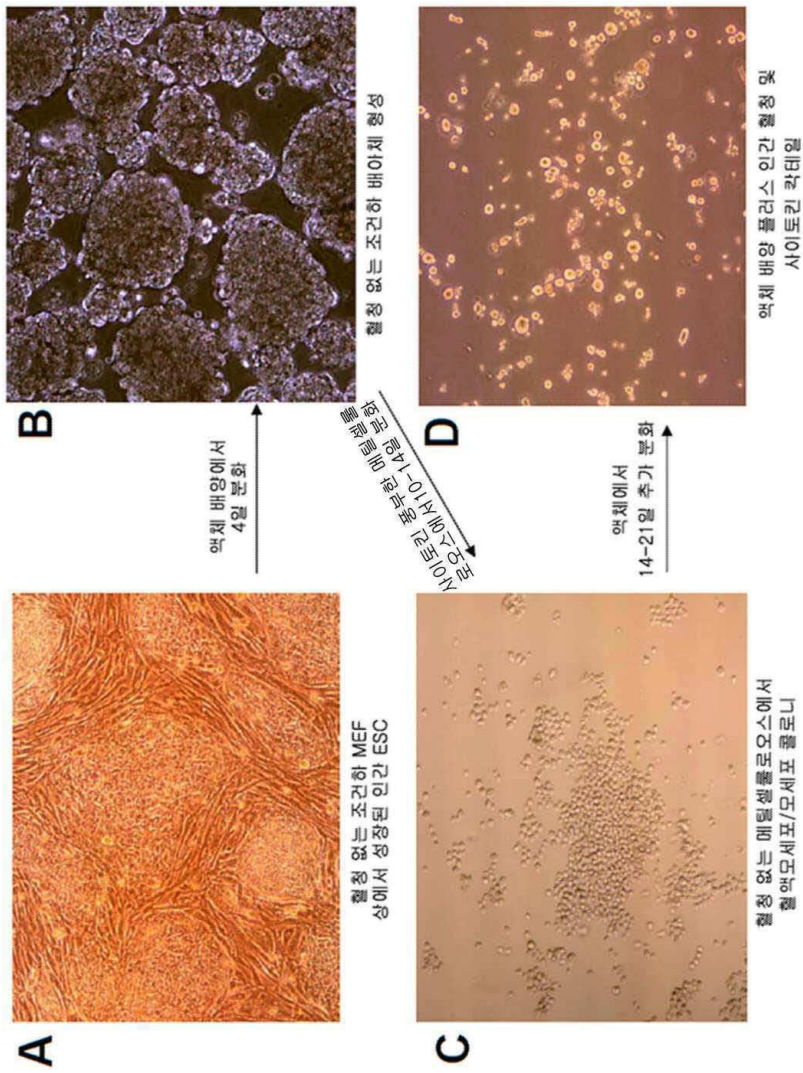 A
혈청 없는 조건하 MEF
상에서 성장된 인간 ESC
액체 배양에서
4일 분화
B
혈청 없는 조건하 배아체 형성
사이토킨 풍부한 메틸셀룰
로오스에서10-14일 분화
C
혈청 없는 메틸셀룰로오스에서
혈액모세포/모세포 콜로니
액체에서
14-21일 추가 분화
D
액체 배양 플러스 인간 혈청 및
사이토킨 칵테일